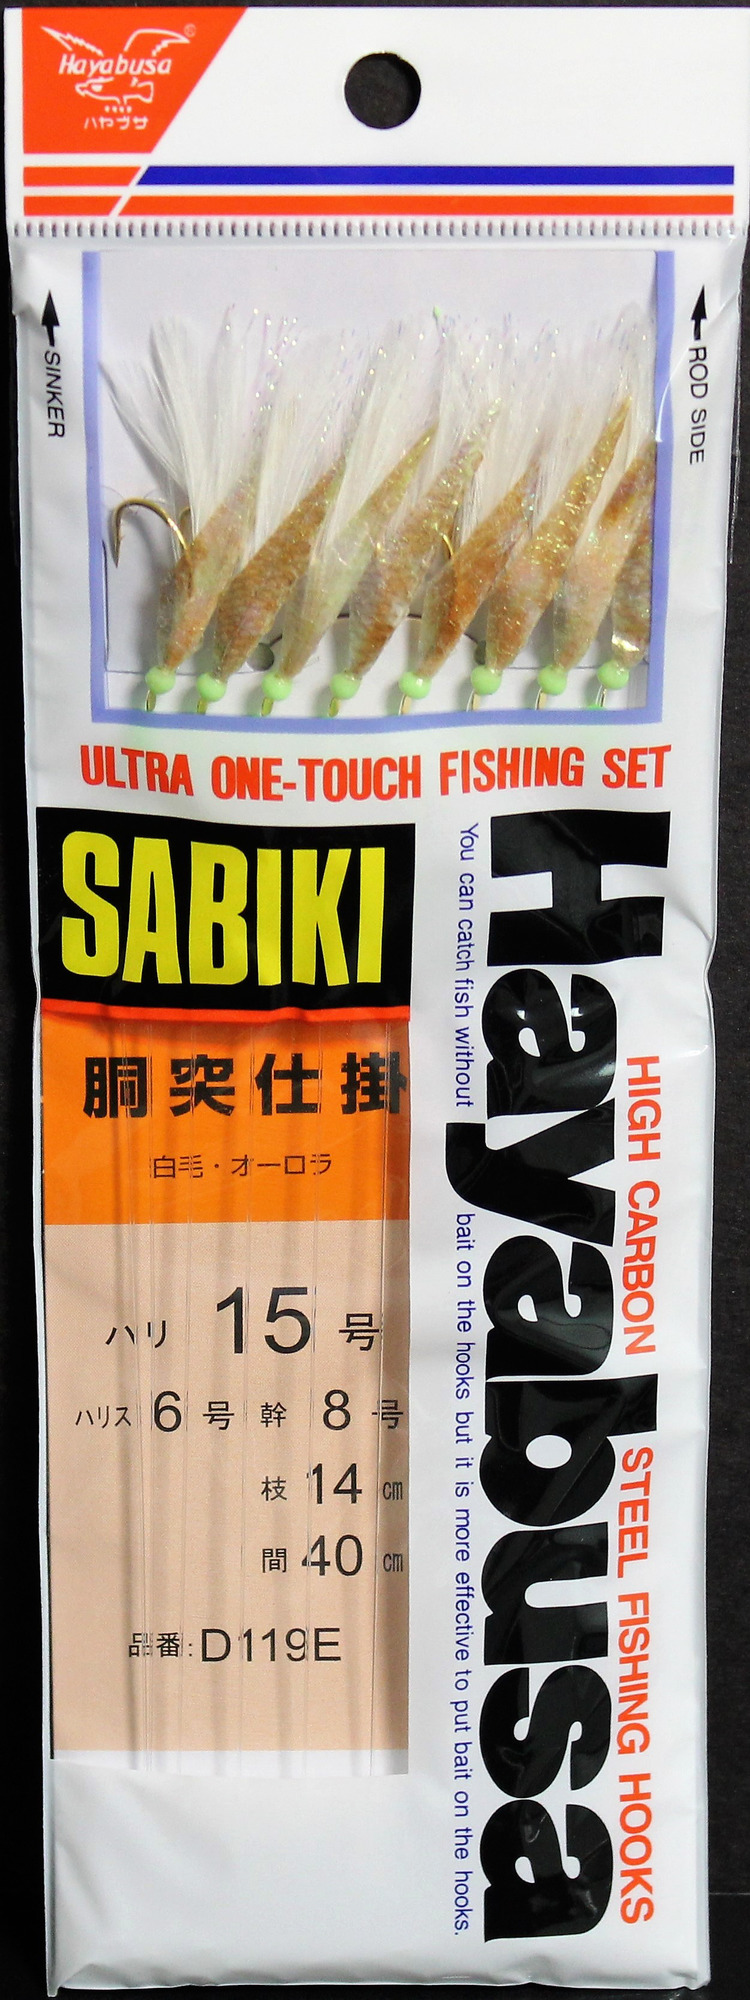 Hayabusa®
ハヤブサ
SINKER
ROD SIDE
ULTRA ONE-TOUCH FISHING SET
SABIKI
胴突仕掛
白毛・オーロラ
ハリ 15 号
ハリス 6 号 幹 8 号
枝 14 cm
間 40 cm
品番:D119E
You can catch fish without bait on the hooks but it is more effective to put bait on the hooks.
Hayabusa
HIGH CARBON STEEL FISHING HOOKS